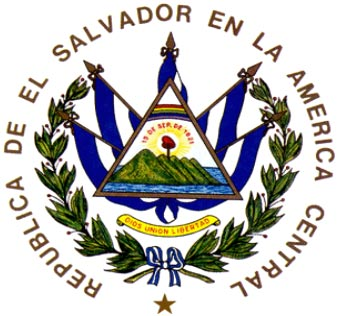 REPUBLICA DE EL SALVADOR EN LA AMERICA CENTRAL
15 DE SEP. DE 1821
DIOS UNION LIBERTAD